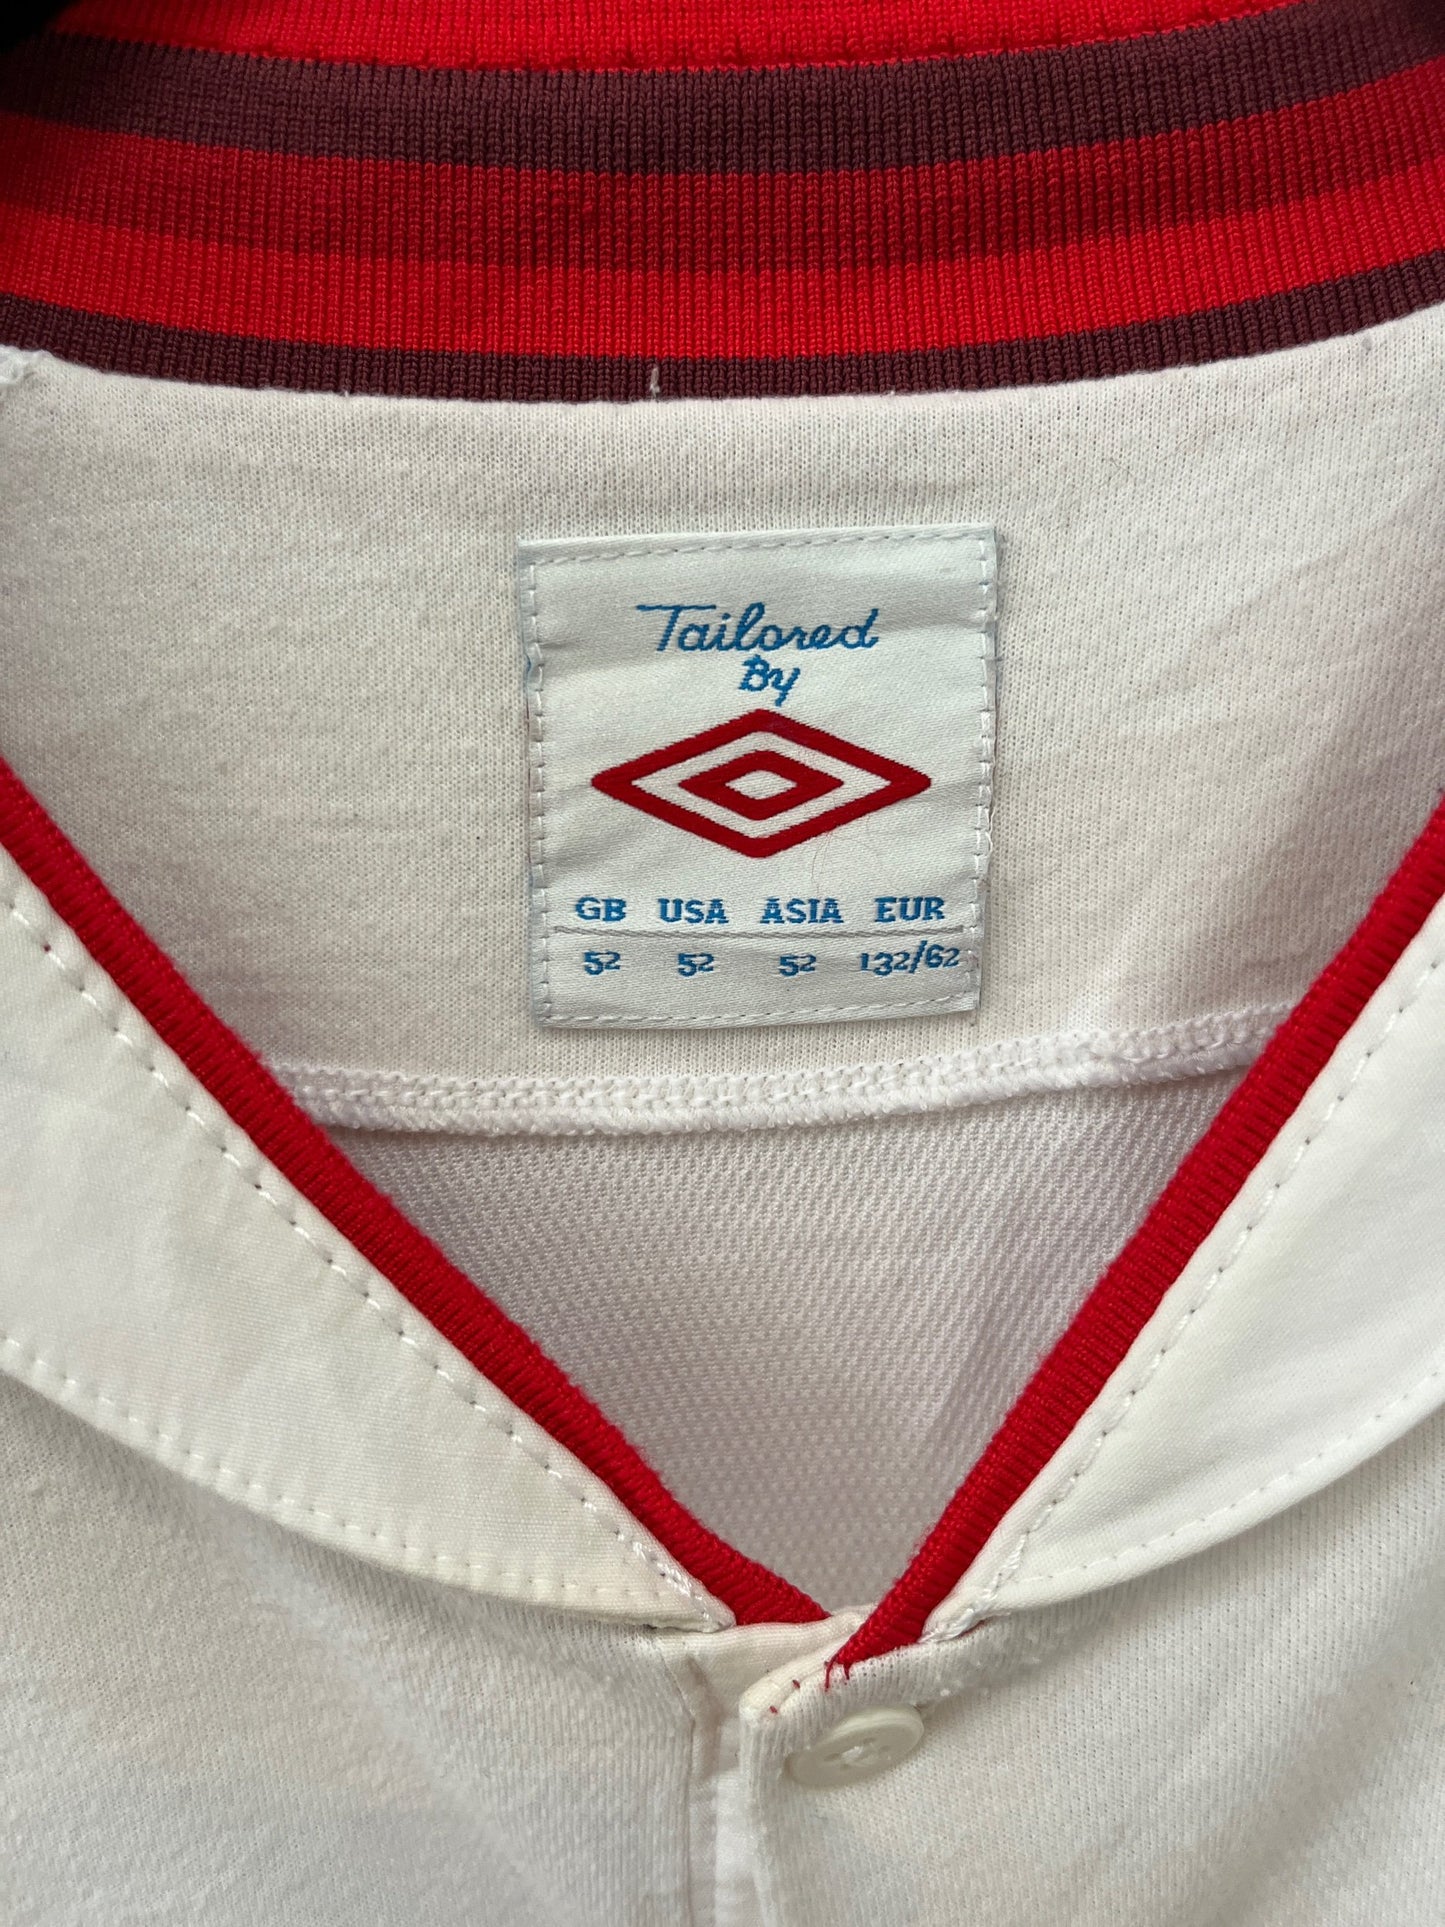 Tailored
By
GB USA ASIA EUR
52 52 52 132/62